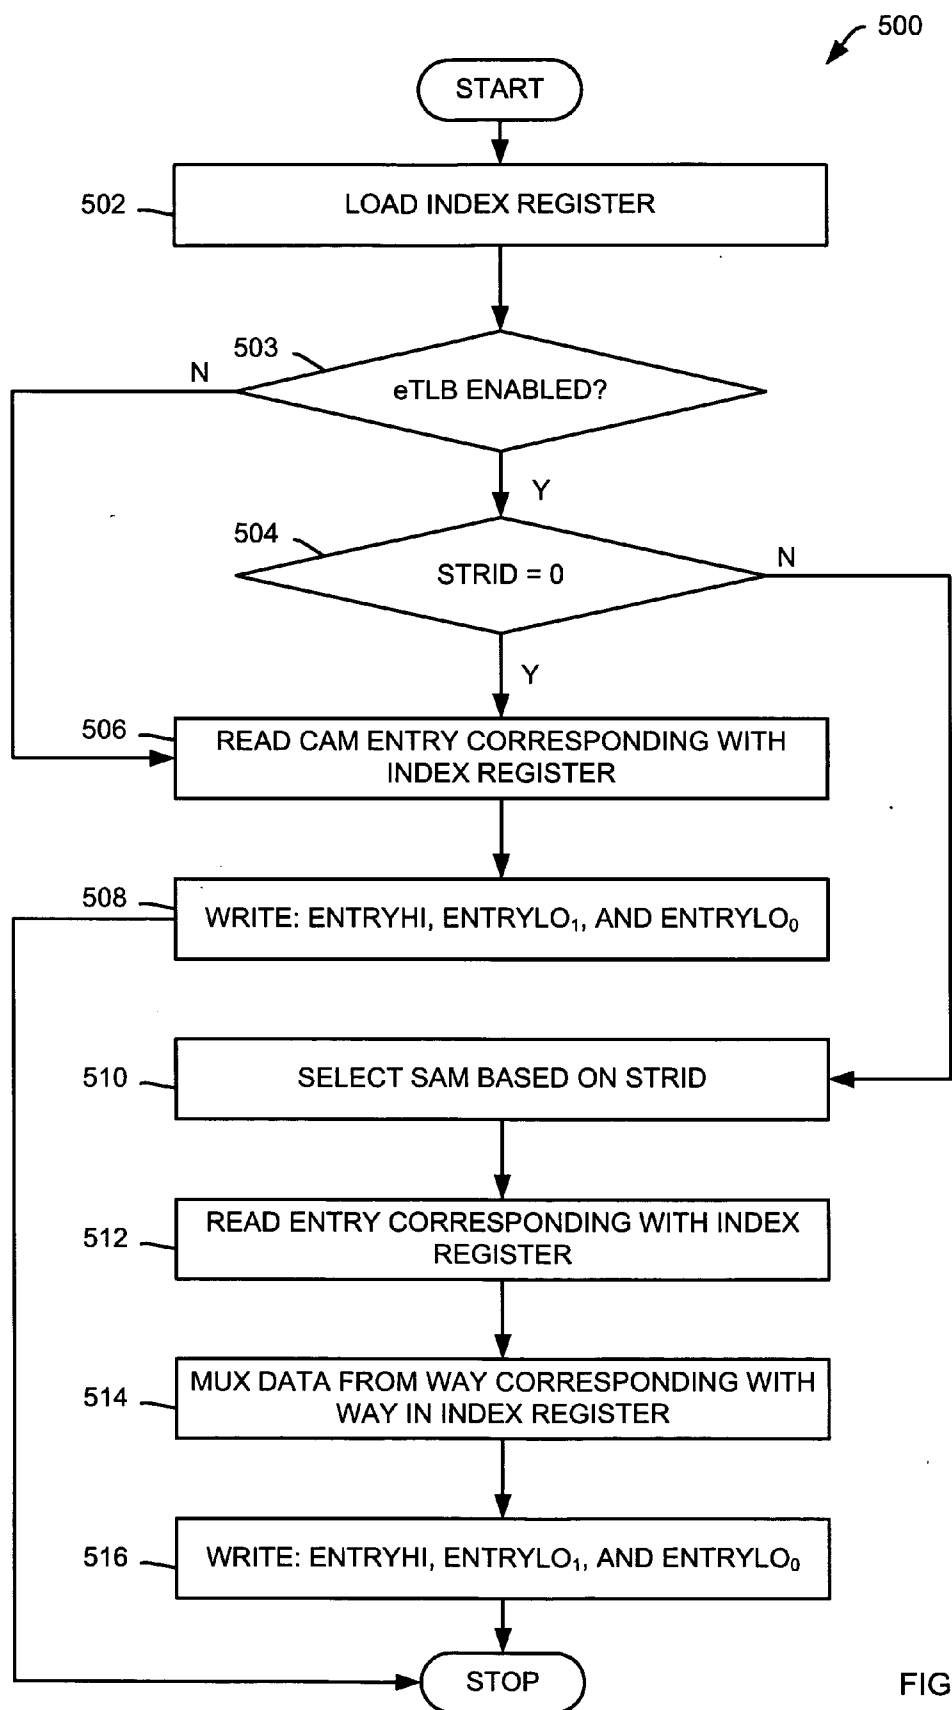 500
START
502
LOAD INDEX REGISTER
503
N
eTLB ENABLED?
Y
504
N
STRID = 0
Y
506
READ CAM ENTRY CORRESPONDING WITH
INDEX REGISTER
508
WRITE: ENTRYHI, ENTRYLO₁, AND ENTRYLO₀
510
SELECT SAM BASED ON STRID
512
READ ENTRY CORRESPONDING WITH INDEX
REGISTER
514
MUX DATA FROM WAY CORRESPONDING WITH
WAY IN INDEX REGISTER
516
WRITE: ENTRYHI, ENTRYLO₁, AND ENTRYLO₀
STOP
FIG